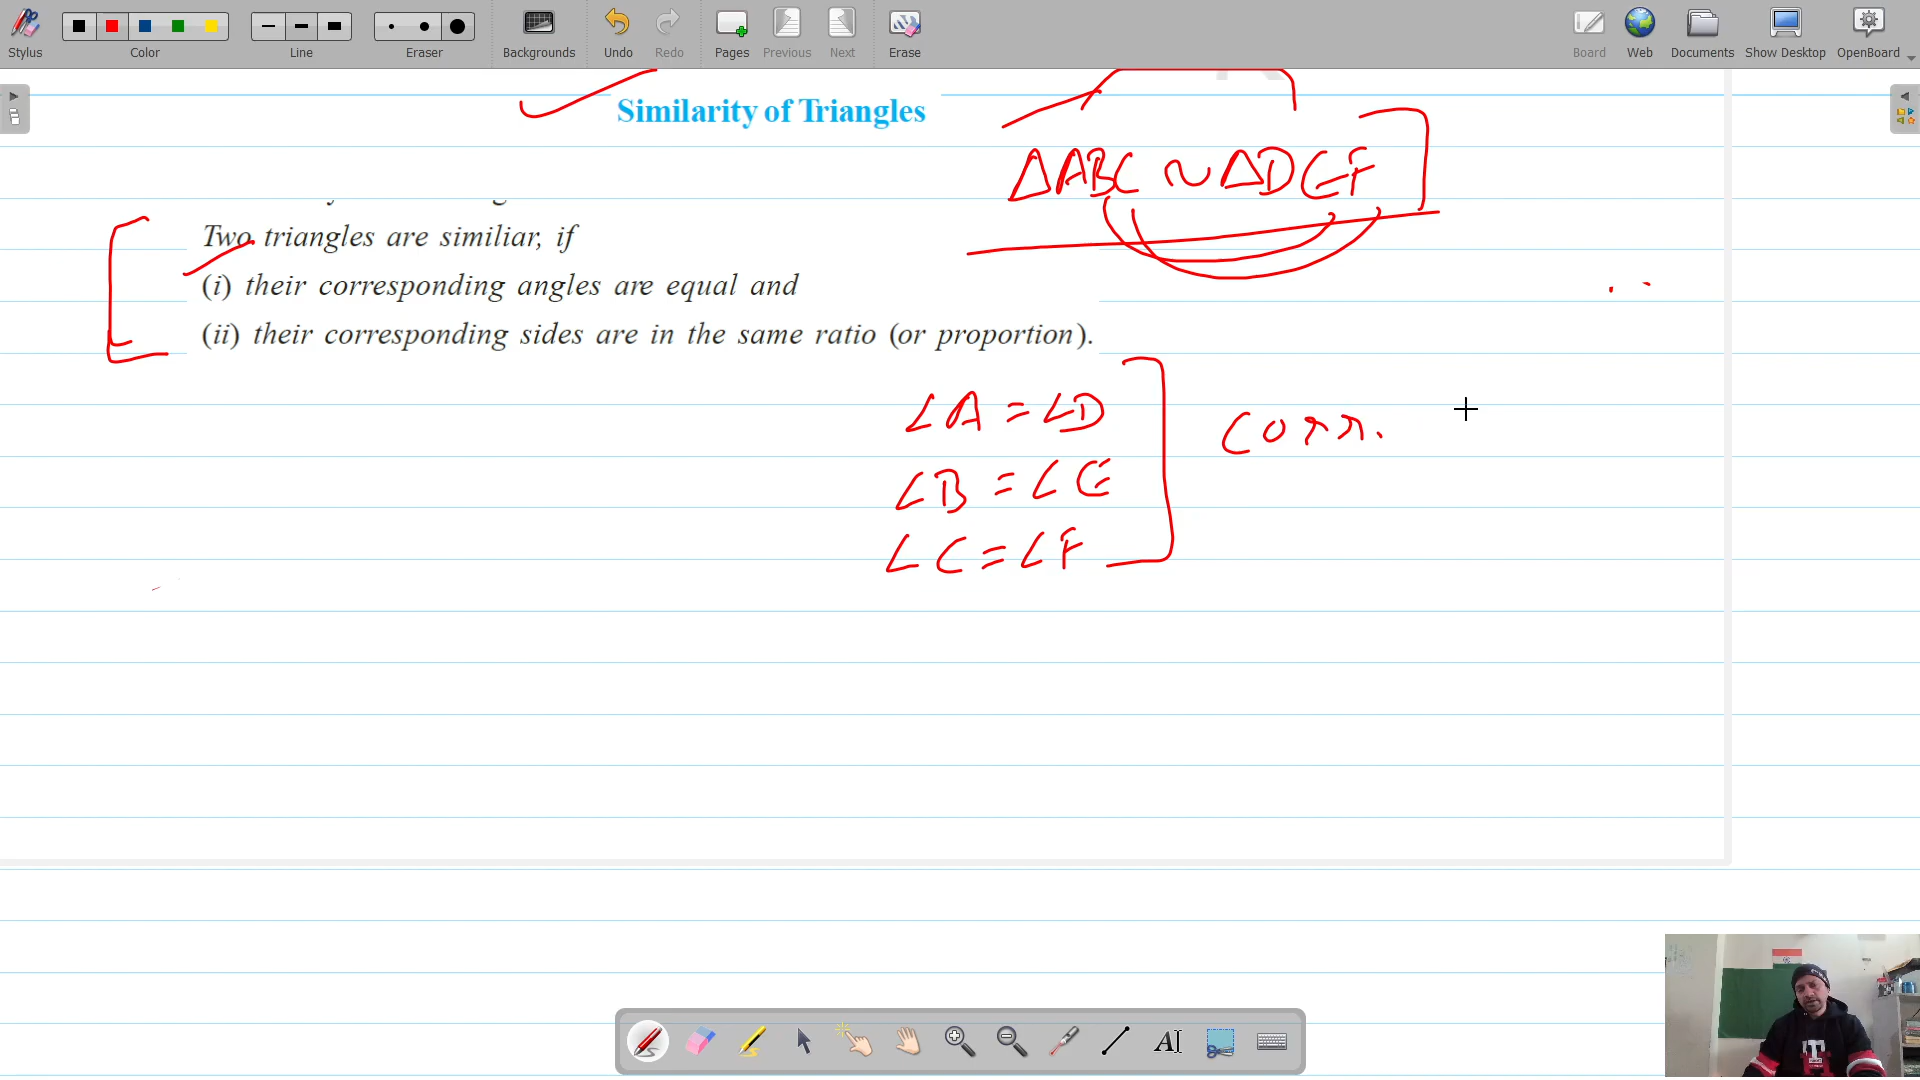 Stylus Color Line Eraser Backgrounds Undo Redo Pages Previous Next Erase Board Web Documents Show Desktop OpenBoard
Similarity of Triangles
ΔABC ~ ΔDEF
Two triangles are similiar, if
(i) their corresponding angles are equal and
(ii) their corresponding sides are in the same ratio (or proportion).
∠A = ∠D
corr.
∠B = ∠E
∠C = ∠F